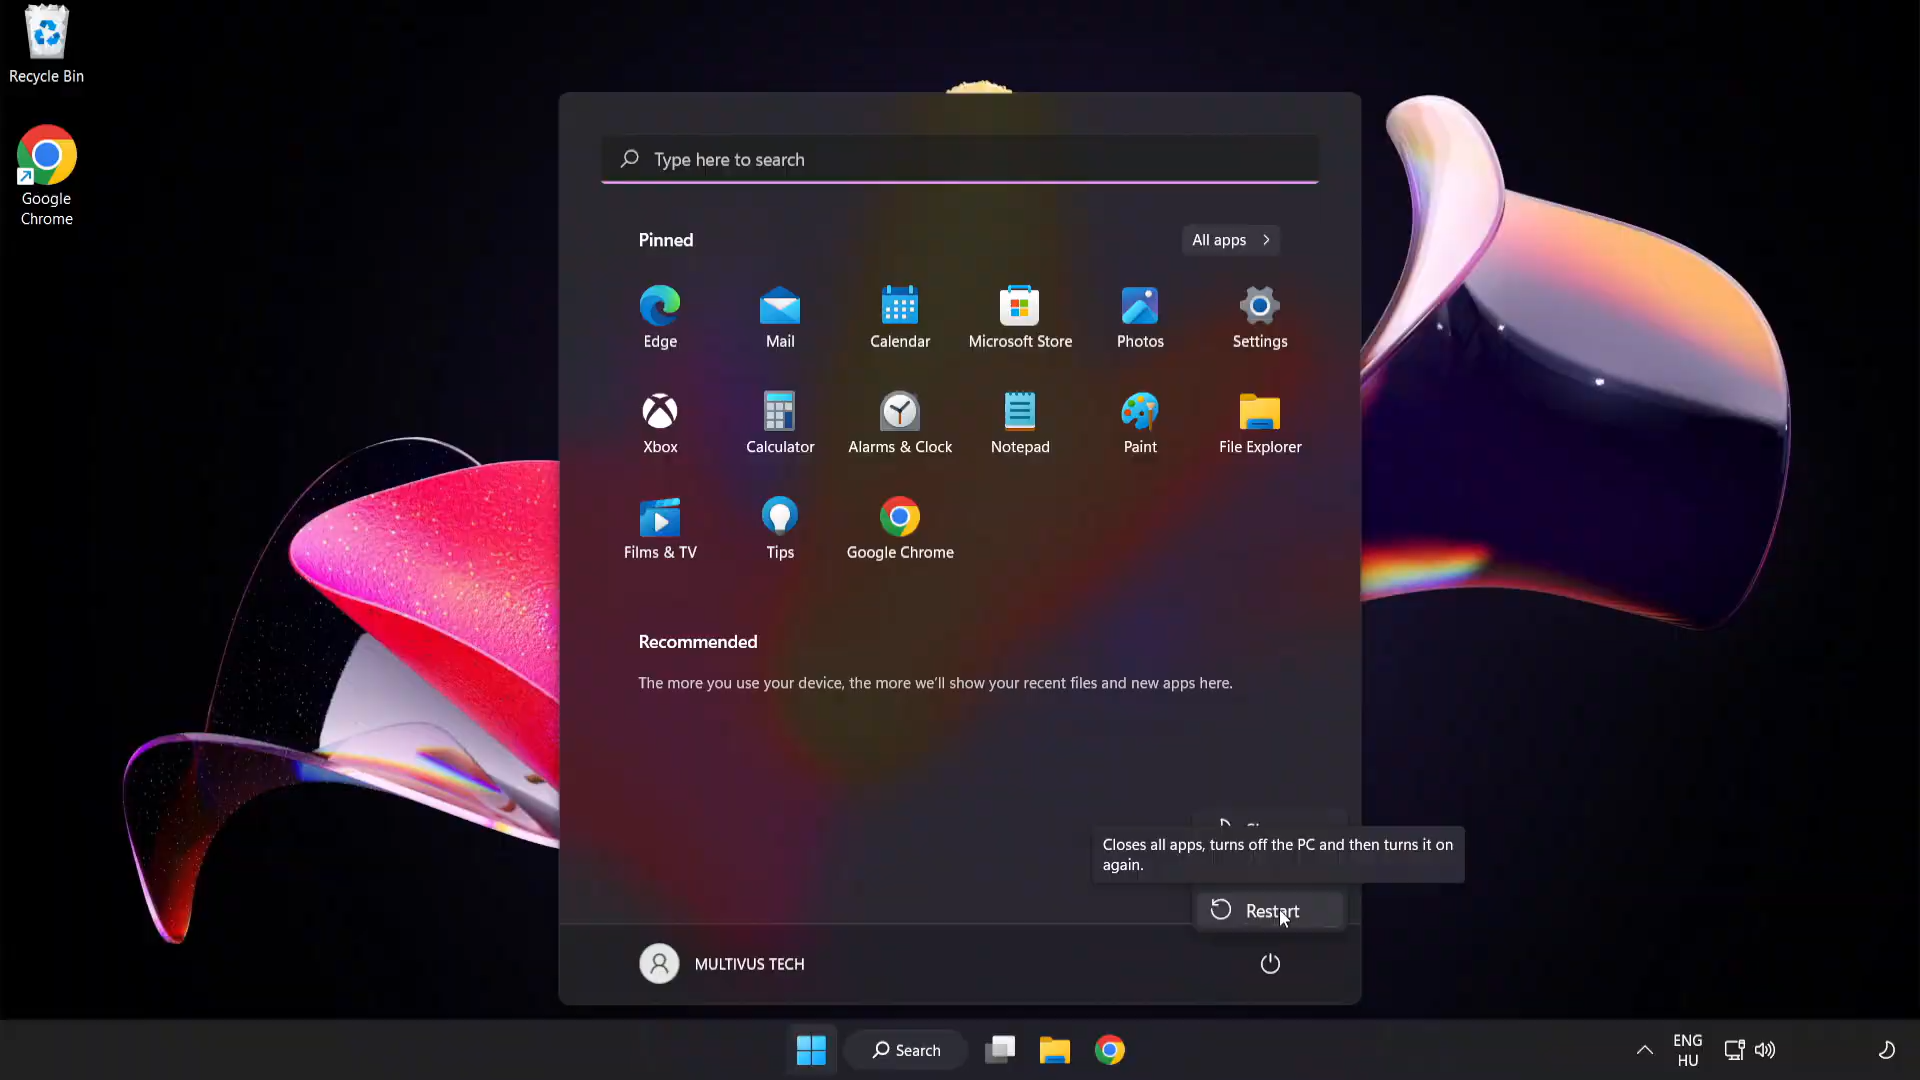 Recycle Bin
Google
Chrome
Type here to search
Pinned
All apps
Edge
Mail
Calendar
Microsoft Store
Photos
Settings
Xbox
Calculator
Alarms & Clock
Notepad
Paint
File Explorer
Films & TV
Tips
Google Chrome
Recommended
The more you use your device, the more we'll show your recent files and new apps here.
Closes all apps, turns off the PC and then turns it on
again.
Restart
MULTIVUS TECH
Search
ENG
HU